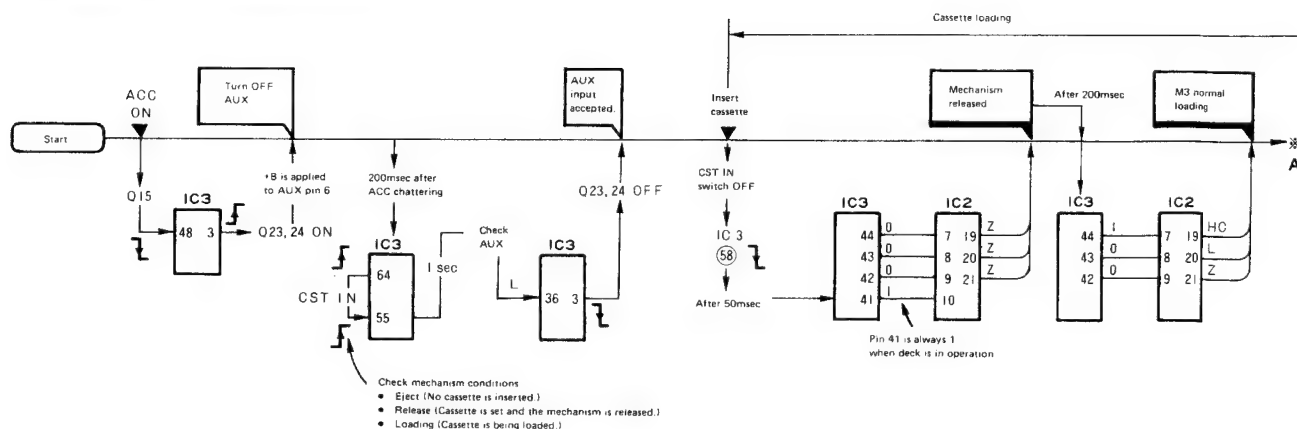 Cassette loading
Start
ACC
ON
Turn OFF
AUX
+B is applied
to AUX pin 6
Q15
IC3
48 3
Q23, 24 ON
200msec after
ACC chattering
IC3
64
55
CST IN
1 sec
Check mechanism conditions
• Eject (No cassette is inserted.)
• Release (Cassette is set and the mechanism is released.)
• Loading (Cassette is being loaded.)
Check
AUX
L
IC3
36 3
Q23, 24 OFF
AUX
input
accepted.
Insert
cassette
CST IN
switch OFF
IC 3
58
After 50msec
IC3
44 0
43 0
42 0
41 1
IC2
7 19 Z
8 20 Z
9 21 Z
10
Pin 41 is always 1
when deck is in operation
Mechanism
released
After 200msec
IC3
44 1
43 0
42 0
IC2
7 19 HC
8 20 L
9 21 Z
M3 normal
loading
※
A